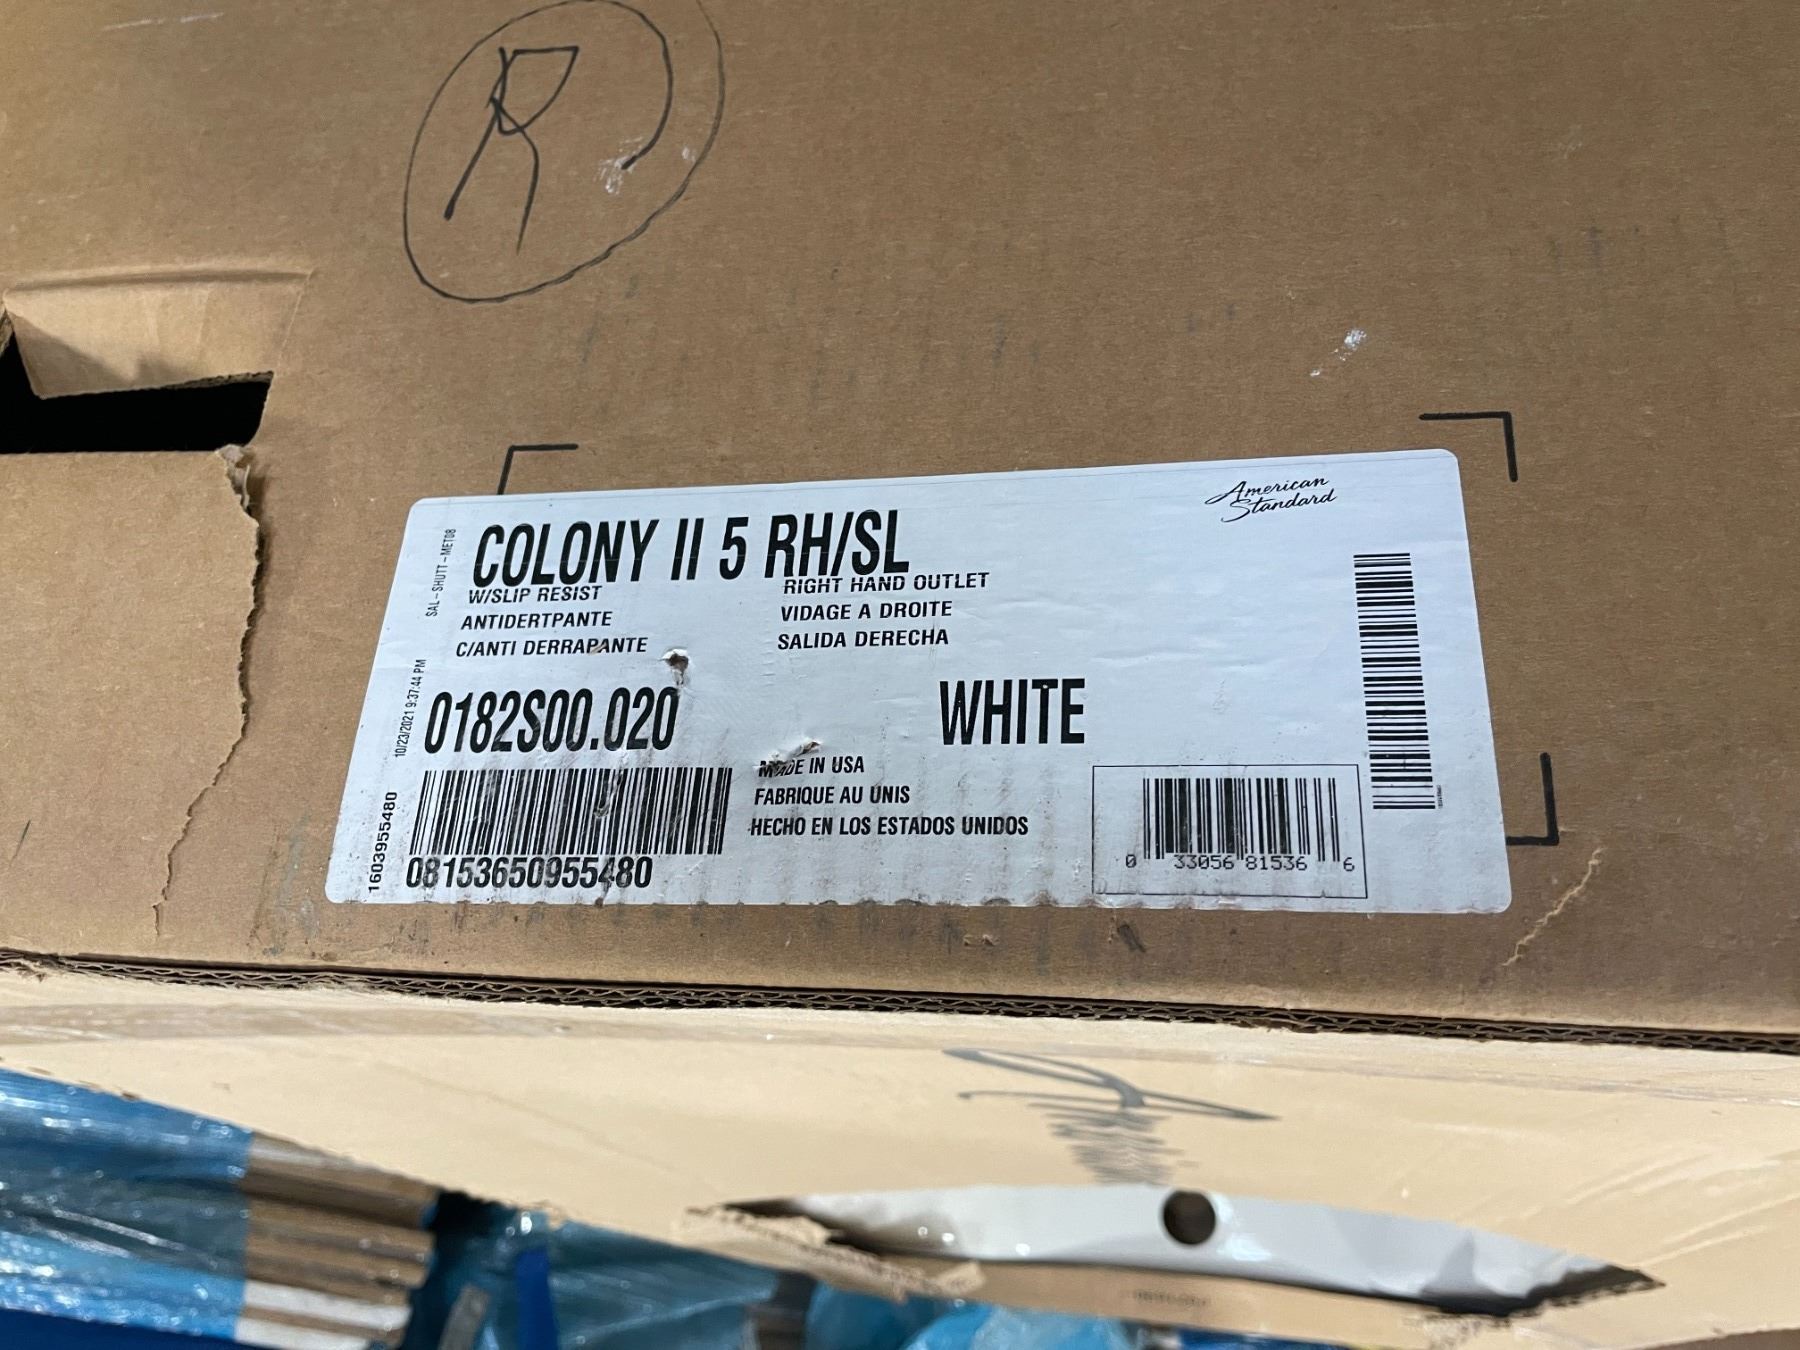 R
American
Standard
COLONY II 5 RH/SL
W/SLIP RESIST
RIGHT HAND OUTLET
ANTIDERTPANTE
VIDAGE A DROITE
C/ANTI DERRAPANTE
SALIDA DERECHA
SAL-SHUTT-MET08
10/23/2021 9:37:44 PM
0182S00.020
WHITE
MADE IN USA
FABRIQUE AU UNIS
HECHO EN LOS ESTADOS UNIDOS
1603955480
08153650955480
0 33056 81536 6